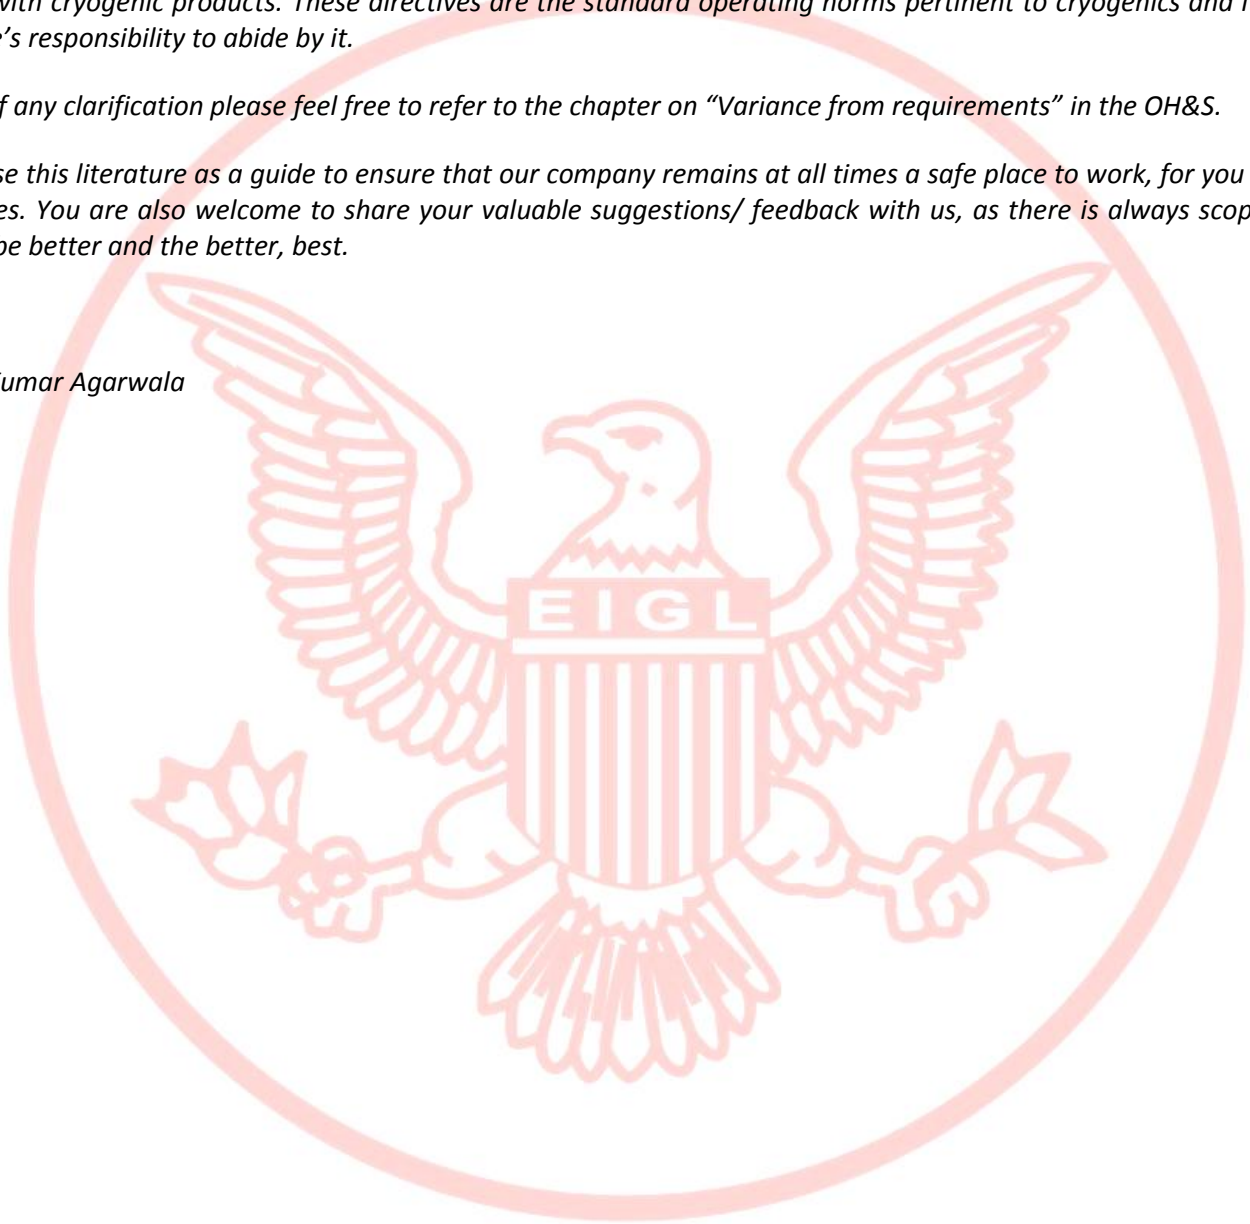 with cryogenic products. These directives are the standard operating norms pertinent to cryogenics and
e's responsibility to abide by it.
f any clarification please feel free to refer to the chapter on “Variance from requirements” in the OH&S.
se this literature as a guide to ensure that our company remains at all times a safe place to work, for you
es. You are also welcome to share your valuable suggestions/ feedback with us, as there is always scop
be better and the better, best.
umar Agarwala
EIGL